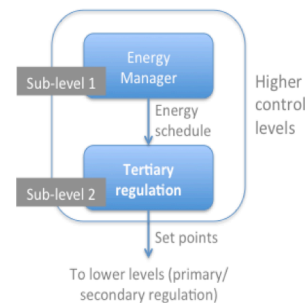 Energy
Manager
Sub-level 1
Higher
control
levels
Energy
schedule
Tertiary
regulation
Sub-level 2
Set points
To lower levels (primary/
secondary regulation)